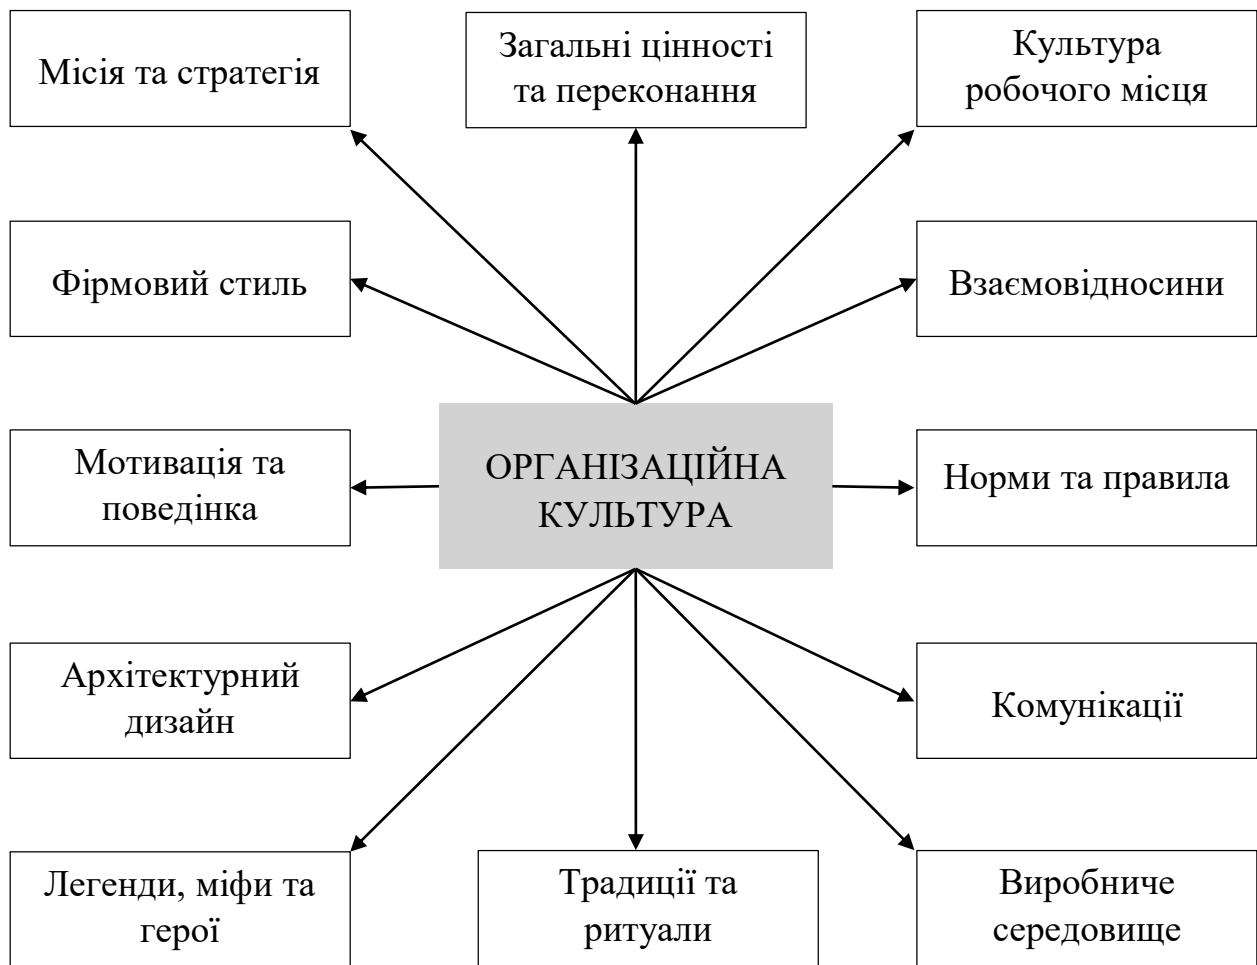 Місія та стратегія
Загальні цінності
та переконання
Культура
робочого місця
Фірмовий стиль
Взаємовідносини
Мотивація та
поведінка
ОРГАНІЗАЦІЙНА
КУЛЬТУРА
Норми та правила
Архітектурний
дизайн
Комунікації
Легенди, міфи та
герої
Традиції та
ритуали
Виробниче
середовище